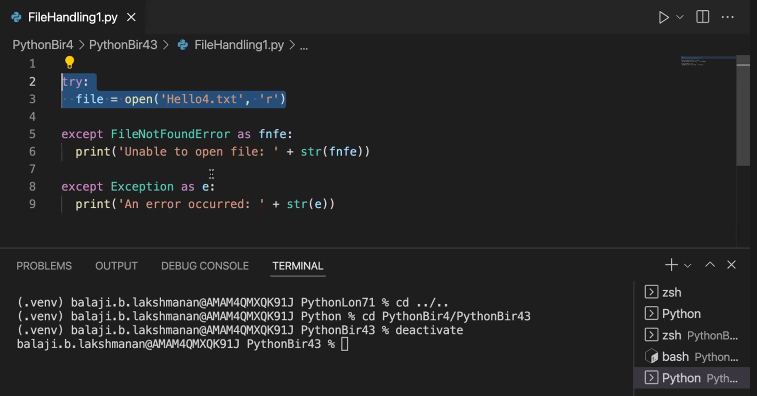 FileHandling1.py
PythonBir4 > PythonBir43 > FileHandling1.py > ...
1
2 try:
3 file = open('Hello4.txt', 'r')
4
5 except FileNotFoundError as fnfe:
6 print('Unable to open file: ' + str(fnfe))
7
8 except Exception as e:
9 print('An error occurred: ' + str(e))
PROBLEMS OUTPUT DEBUG CONSOLE TERMINAL
(.venv) balaji.b.lakshmanan@AMAM4QMXQK91J PythonLon71 % cd ../..
(.venv) balaji.b.lakshmanan@AMAM4QMXQK91J Python % cd PythonBir4/PythonBir43
(.venv) balaji.b.lakshmanan@AMAM4QMXQK91J PythonBir43 % deactivate
balaji.b.lakshmanan@AMAM4QMXQK91J PythonBir43 %
zsh
Python
zsh PythonB...
bash Python...
Python Pyth...